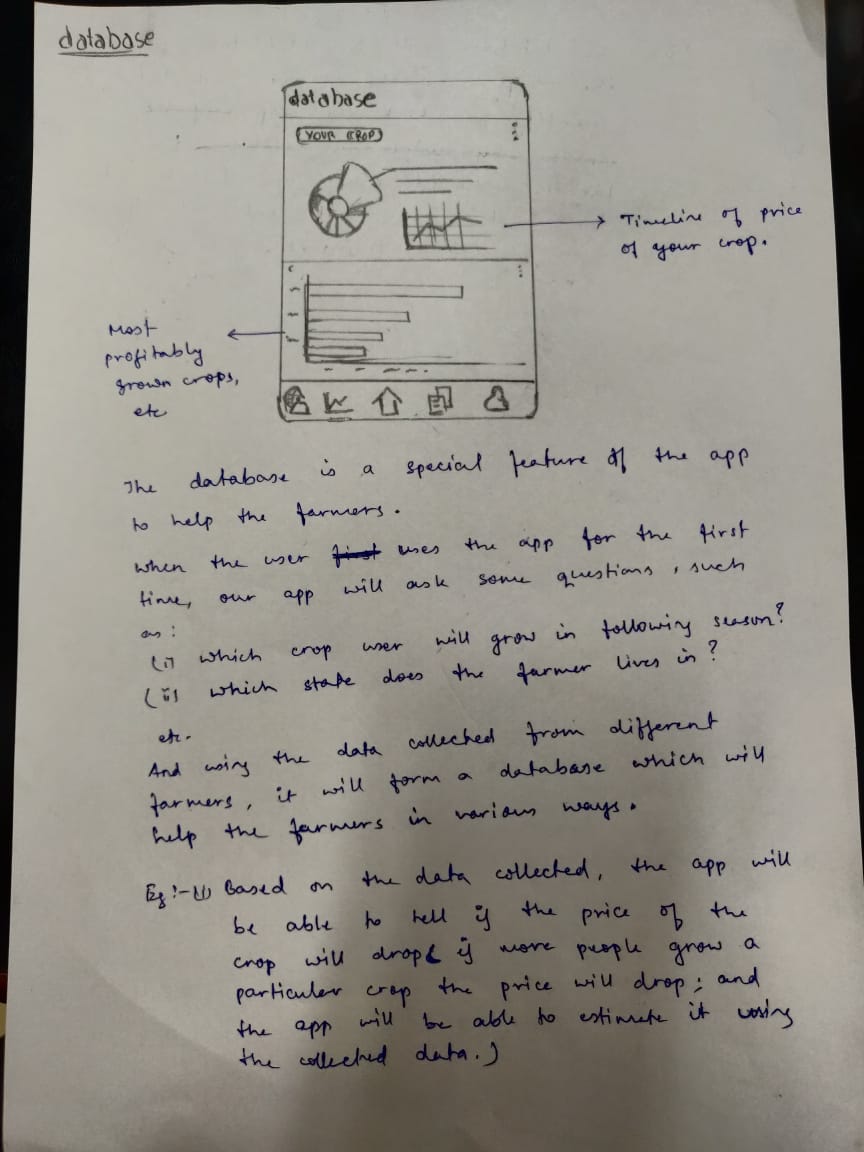 database
database
YOUR CROP
Timeline of price
of your crop.
Most
profitably
grown crops,
etc
The database is a special feature of the app
to help the farmers.
when the user first uses the app for the first
time, our app will ask some questions, such
as:
(i) which crop user will grow in following season?
(ii) which state does the farmer lives in?
etc.
And using the data collected from different
farmers, it will form a database which will
help the farmers in various ways.
Eg:-(1) Based on the data collected, the app will
be able to tell if the price of the
crop will drop( if more people grow a
particular crop the price will drop; and
the app will be able to estimate it using
the collected data.)